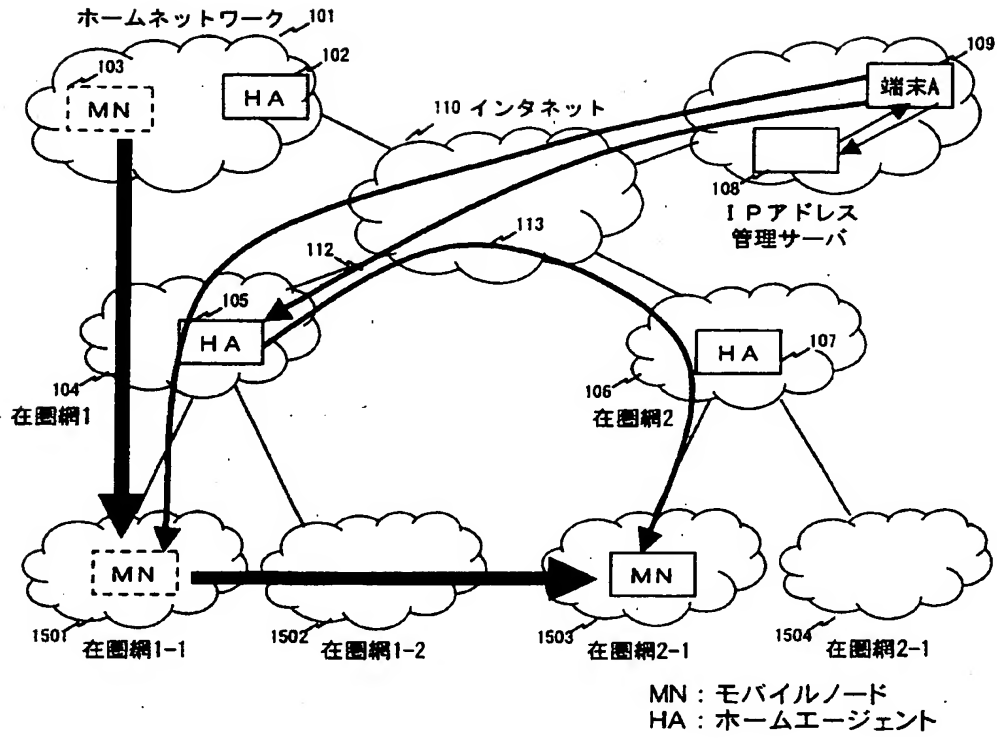 ホームネットワーク
101
103
102
MN
HA
110 インタネット
109
端末A
108
IPアドレス
管理サーバ
112
113
105
HA
104
在圏網1
HA
107
106
在圏網2
MN
MN
1501
在圏網1-1
1502
在圏網1-2
1503
在圏網2-1
1504
在圏網2-1
MN：モバイルノード
HA：ホームエージェント